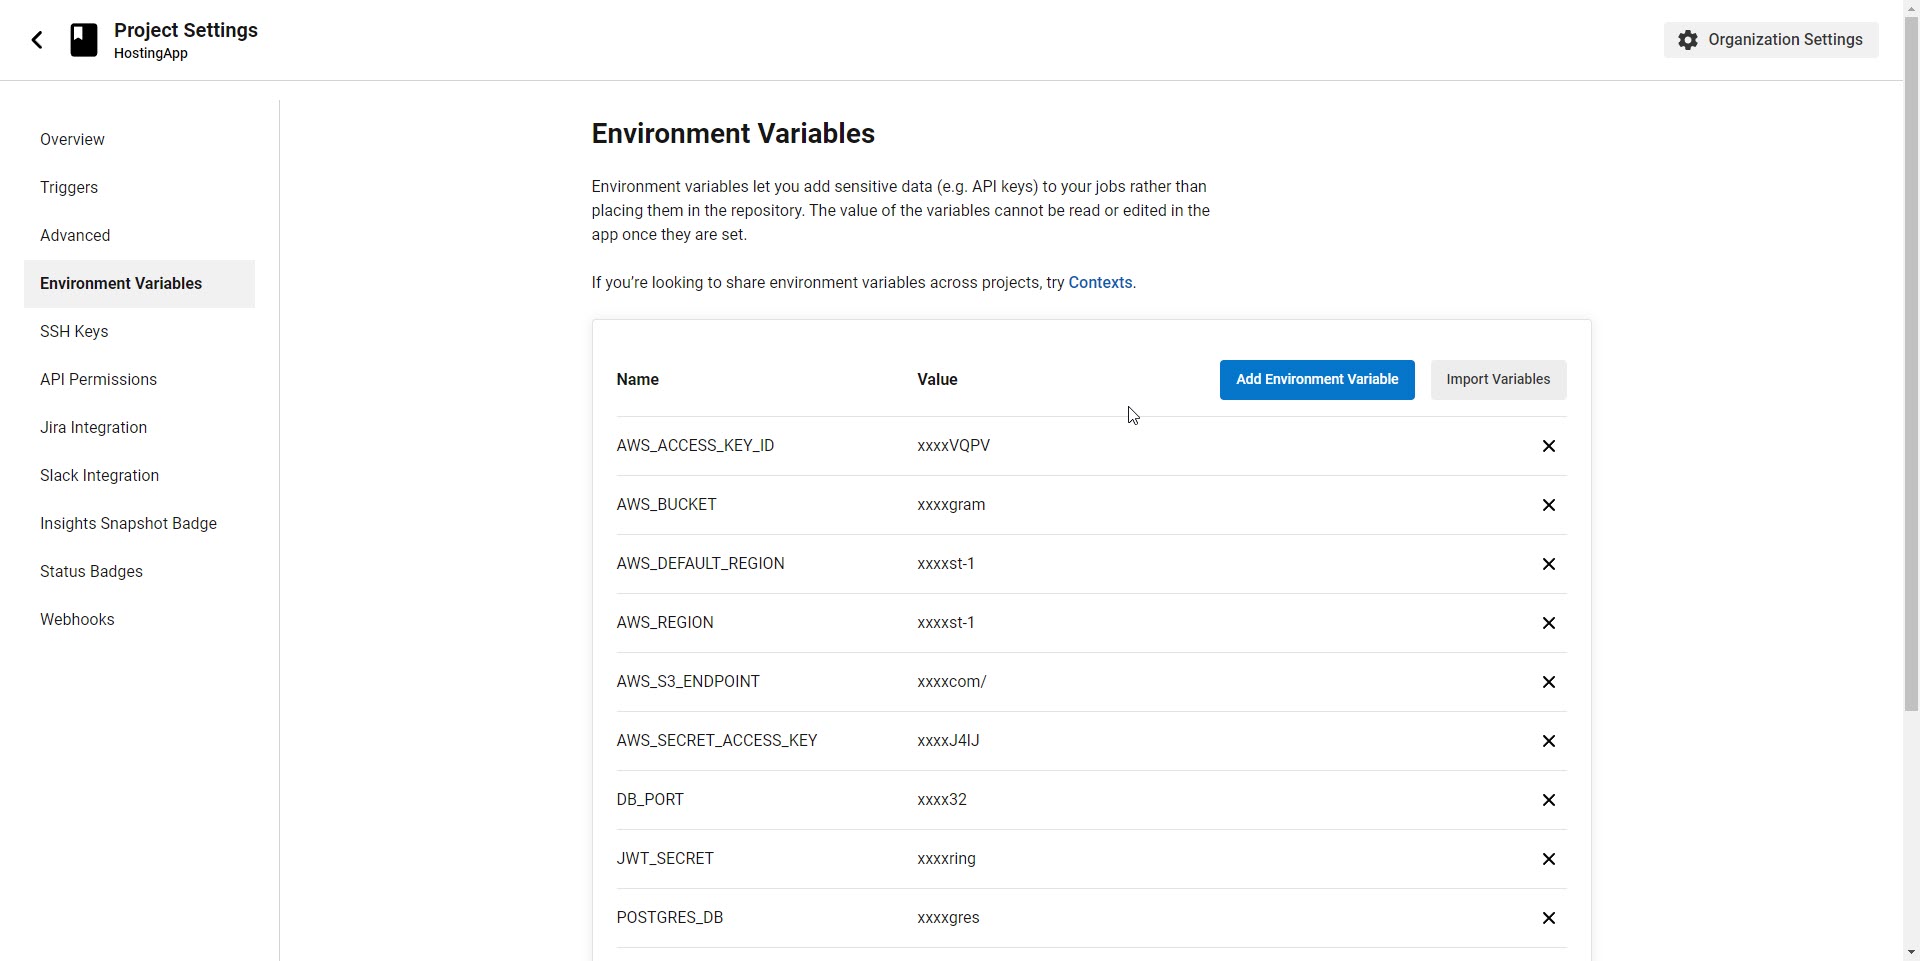 Project Settings
HostingApp
Organization Settings
Overview
Triggers
Advanced
Environment Variables
SSH Keys
API Permissions
Jira Integration
Slack Integration
Insights Snapshot Badge
Status Badges
Webhooks
Environment Variables
Environment variables let you add sensitive data (e.g. API keys) to your jobs rather than
placing them in the repository. The value of the variables cannot be read or edited in the
app once they are set.
If you’re looking to share environment variables across projects, try Contexts.
Name Value Add Environment Variable Import Variables
AWS_ACCESS_KEY_ID xxxxVQPV
AWS_BUCKET xxxxgram
AWS_DEFAULT_REGION xxxxst-1
AWS_REGION xxxxst-1
AWS_S3_ENDPOINT xxxxcom/
AWS_SECRET_ACCESS_KEY xxxxJ4IJ
DB_PORT xxxx32
JWT_SECRET xxxxring
POSTGRES_DB xxxxgres